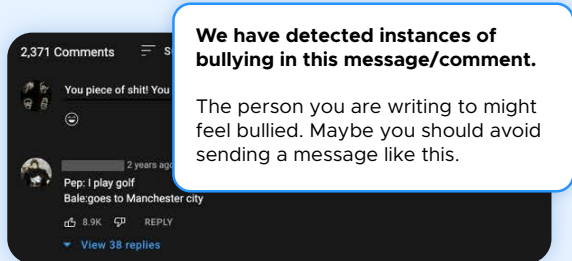 We have detected instances of
bullying in this message/comment.
The person you are writing to might
feel bullied. Maybe you should avoid
sending a message like this.
2,371 Comments
You piece of shit! You
2 years ago
Pep: I play golf
Bale:goes to Manchester city
8.9K REPLY
View 38 replies